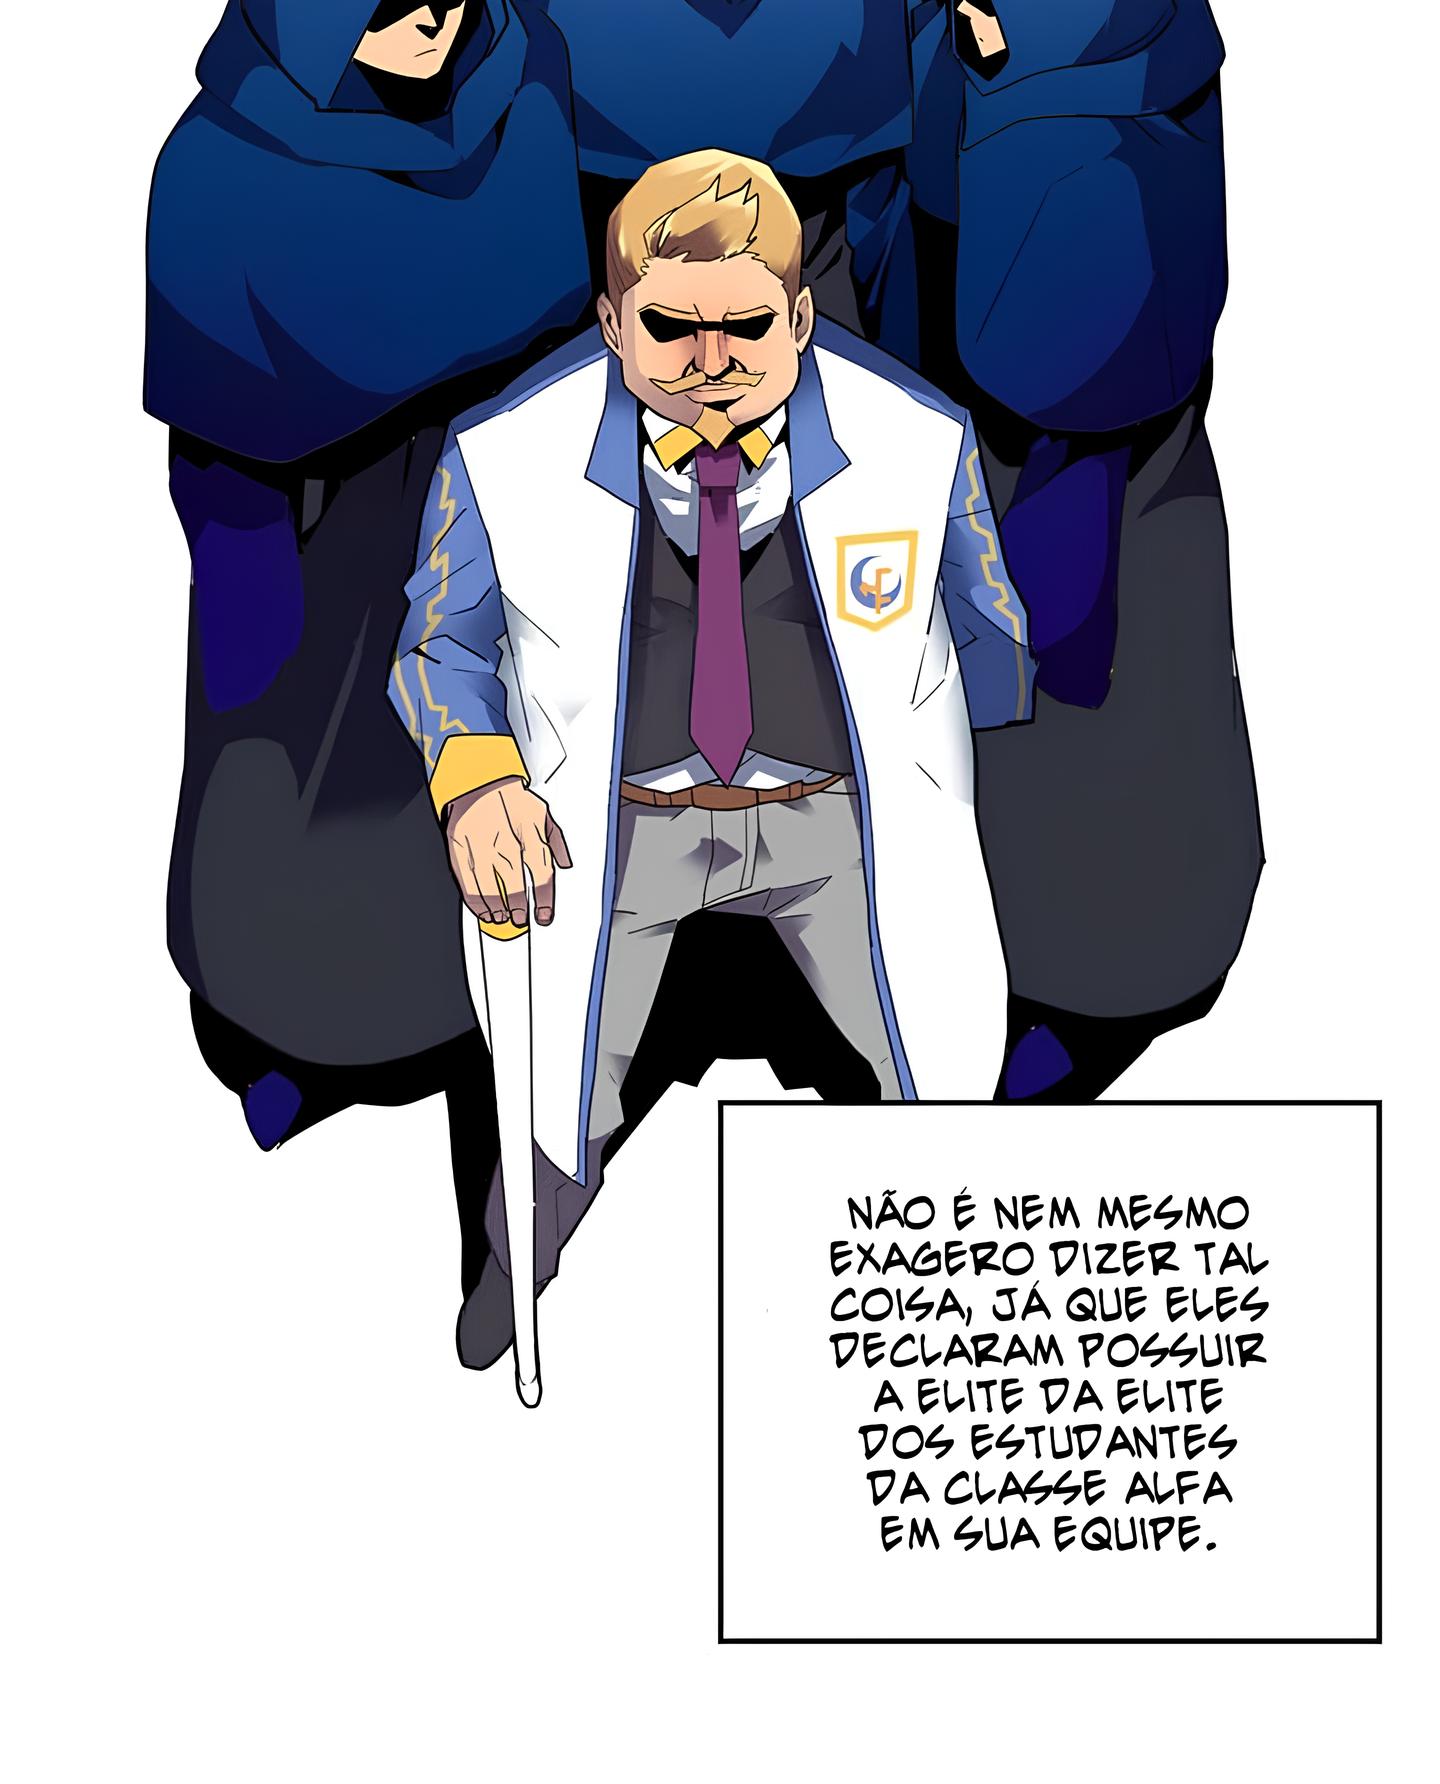 NÃO É NEM MESMO
EXAGERO DIZER TAL
COISA, JÁ QUE ELES
DECLARAM POSSUIR
A ELITE DA ELITE
DOS ESTUDANTES
DA CLASSE ALFA
EM SUA EQUIPE.